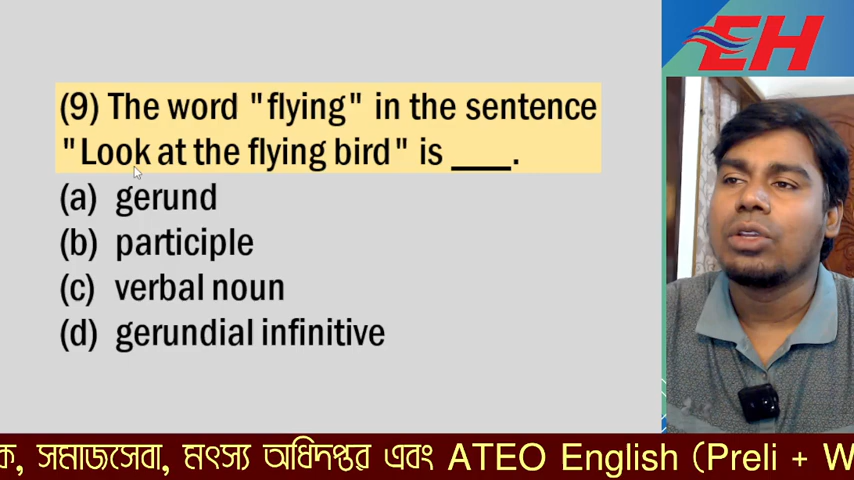 EH
(9) The word "flying" in the sentence
"Look at the flying bird" is ____.
(a) gerund
(b) participle
(c) verbal noun
(d) gerundial infinitive
ক, সমাজসেবা, মৎস্য অধিদপ্তর এবং ATEO English (Preli + W